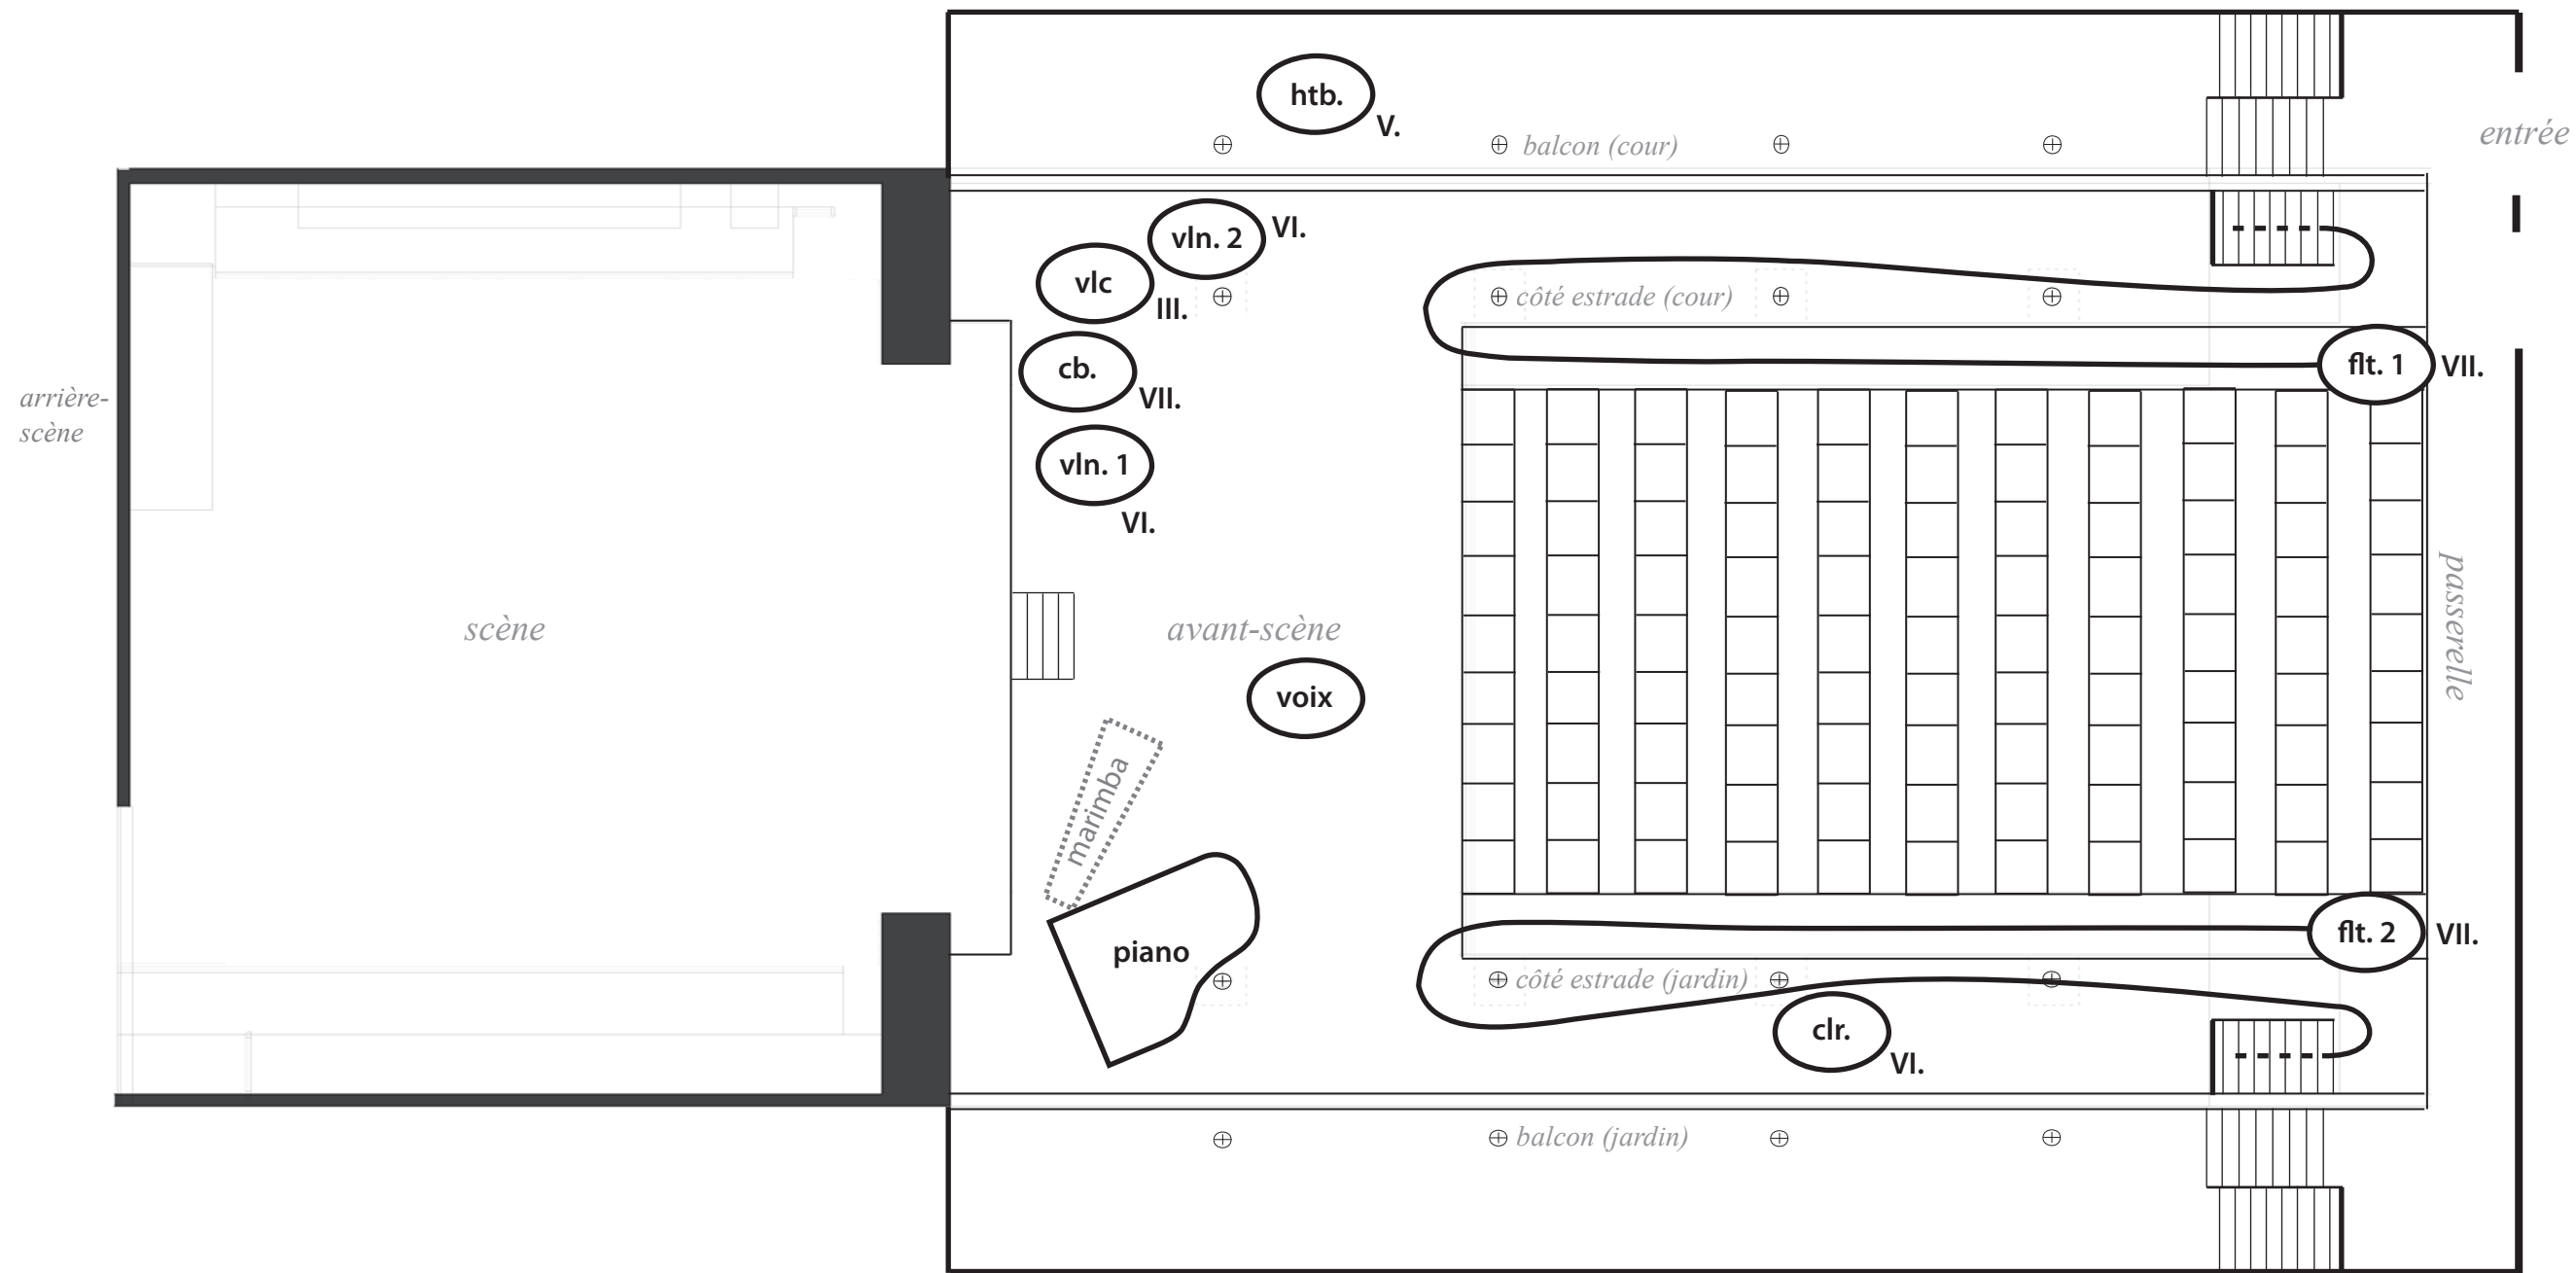 htb.
V.
entrée
balcon (cour)
vln. 2
VI.
vlc
III.
côté estrade (cour)
cb.
VII.
flt. 1
VII.
arrière-
scène
vln. 1
VI.
scène
avant-scène
passerelle
voix
marimba
piano
flt. 2
VII.
côté estrade (jardin)
clr.
VI.
balcon (jardin)